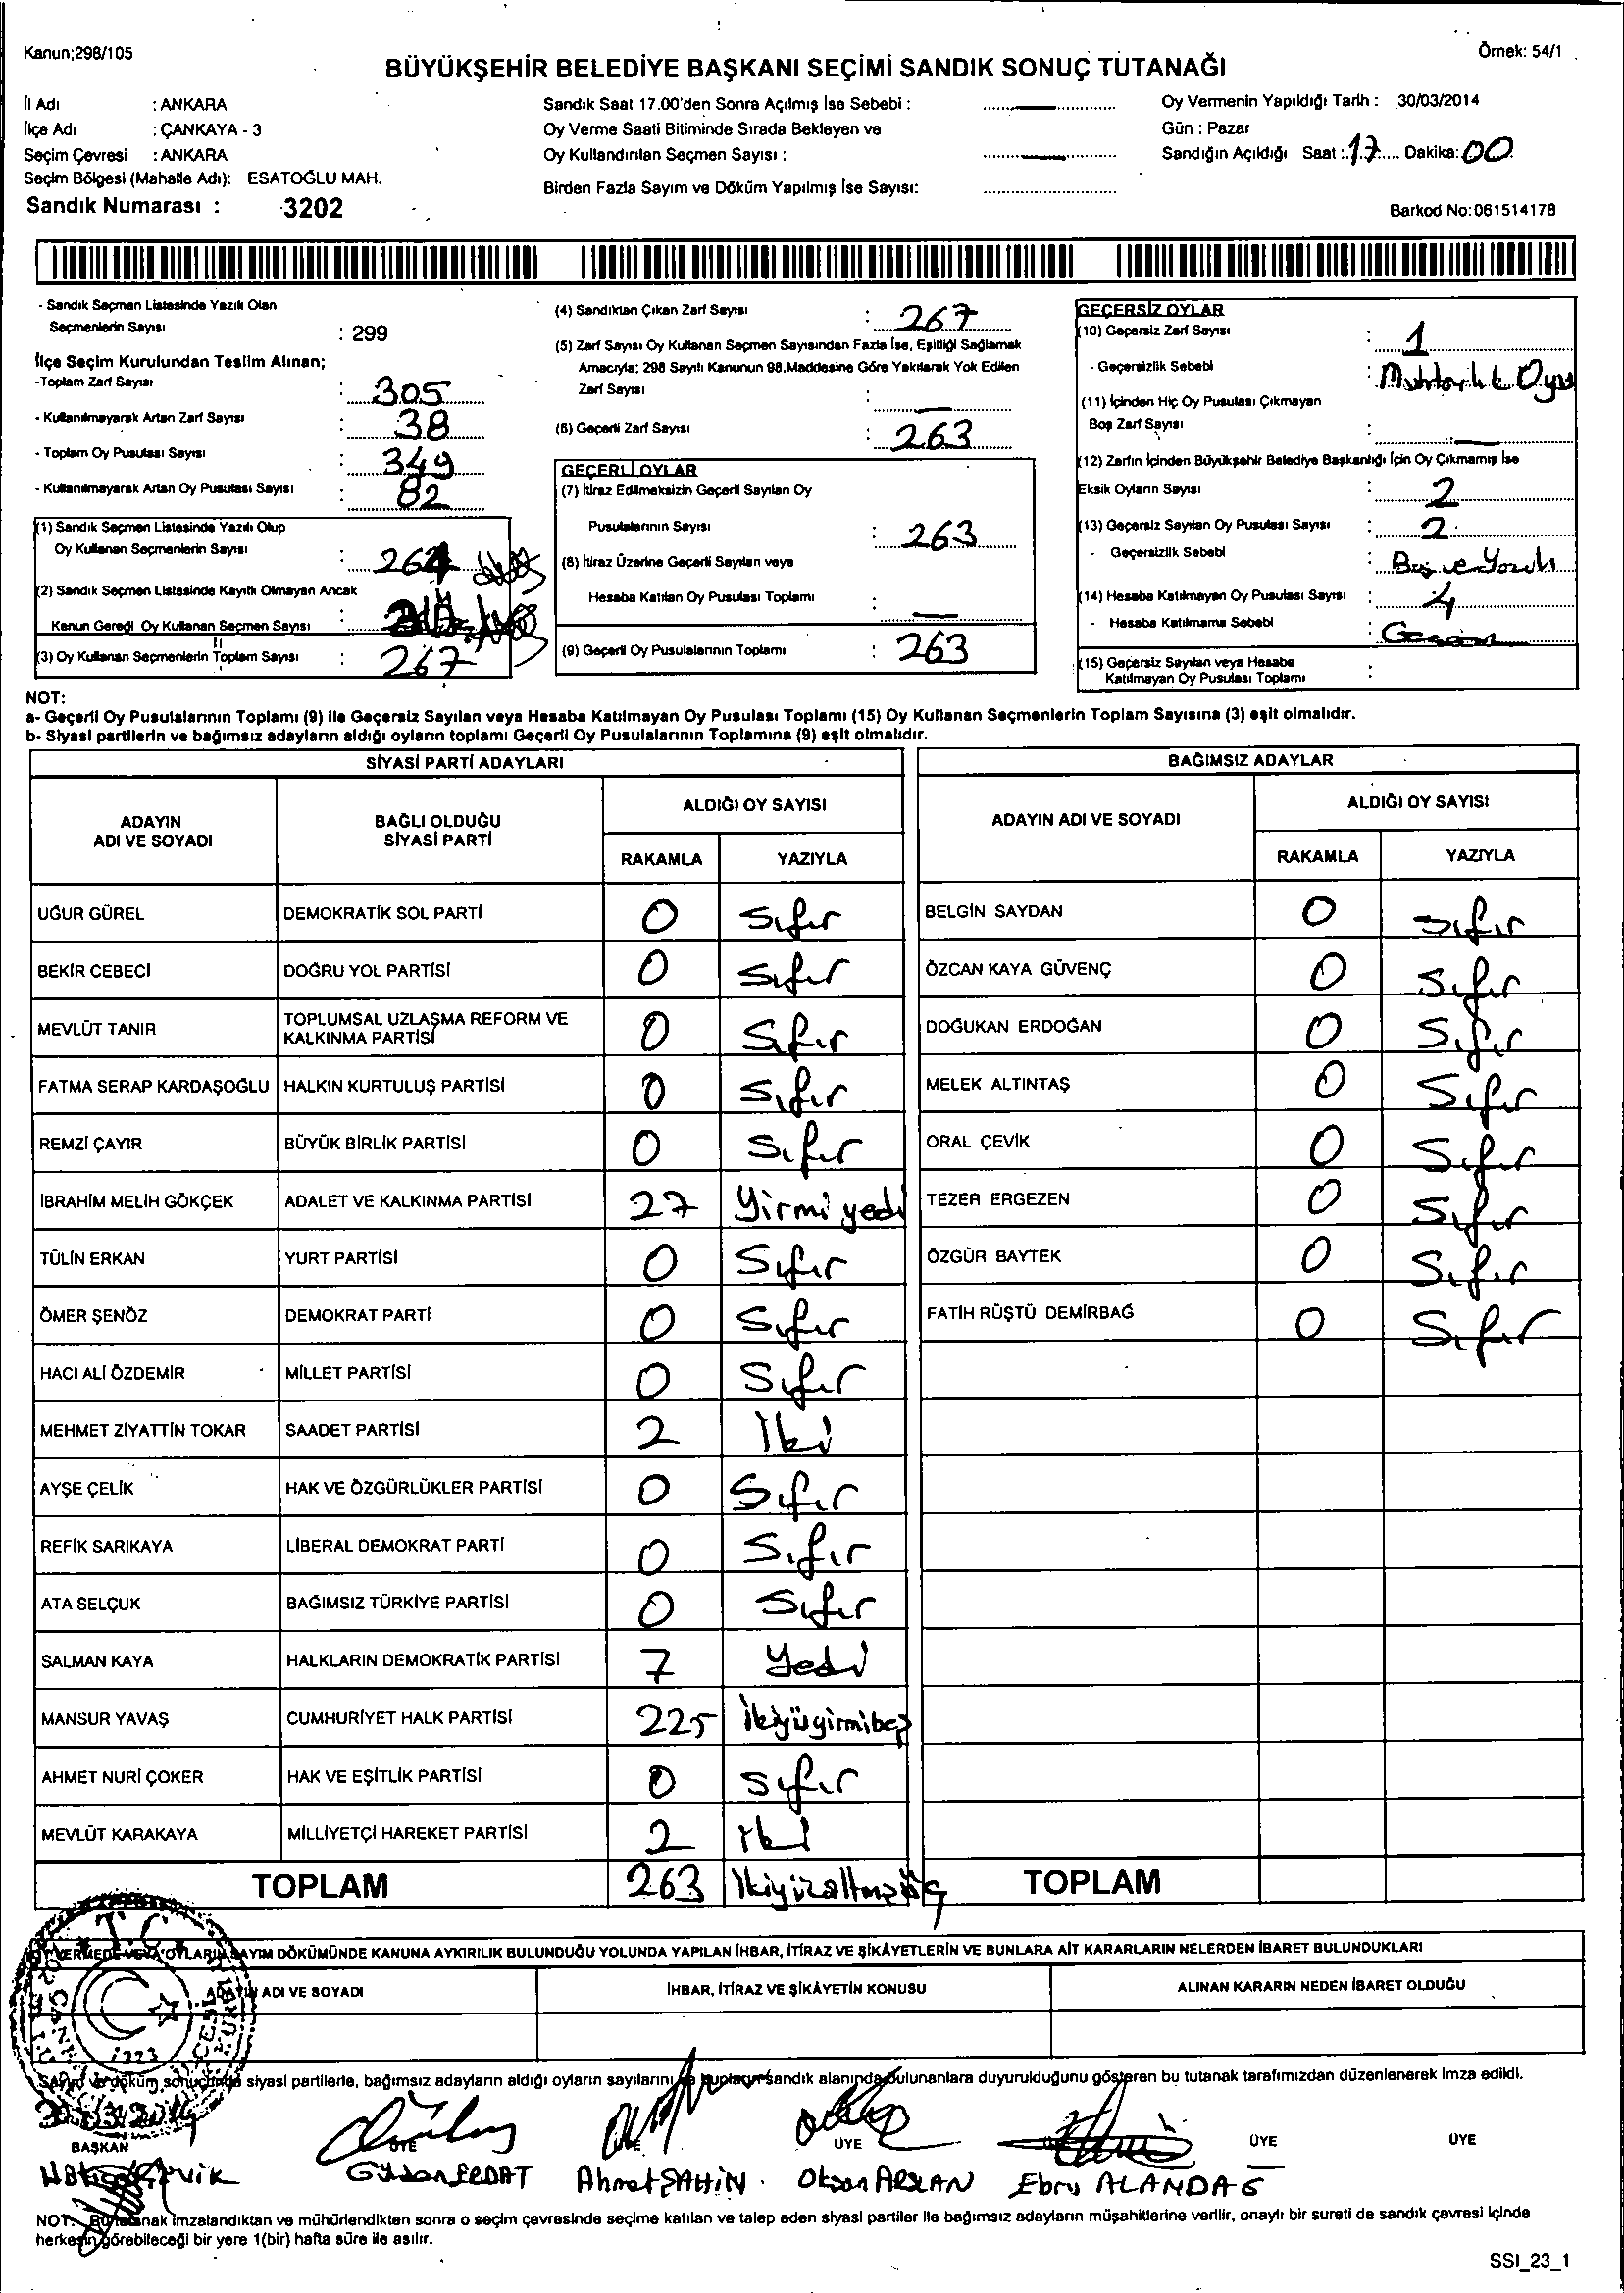 Kanun;298/105
Örnek: 54/1
BÜYÜKŞEHİR BELEDİYE BAŞKANI SEÇİMİ SANDIK SONUÇ TUTANAĞI
İl Adı : ANKARA
İlçe Adı : ÇANKAYA - 3
Seçim Çevresi : ANKARA
Seçim Bölgesi (Mahalle Adı): ESATOĞLU MAH.
Sandık Numarası : 3202
Sandık Saat 17.00'den Sonra Açılmış İse Sebebi :
Oy Verme Saati Bitiminde Sırada Bekleyen ve
Oy Kullandırılan Seçmen Sayısı :
Birden Fazla Sayım ve Döküm Yapılmış İse Sayısı:
Oy Vermenin Yapıldığı Tarih : 30/03/2014
Gün : Pazar
Sandığın Açıldığı Saat : 17 Dakika: 00
Barkod No:061514178
- Sandık Seçmen Listesinde Yazılı Olan
Seçmenlerin Sayısı : 299
İlçe Seçim Kurulundan Teslim Alınan;
-Toplam Zarf Sayısı : 305
- Kullanılmayarak Artan Zarf Sayısı : 38
- Toplam Oy Pusulası Sayısı : 349
- Kullanılmayarak Artan Oy Pusulası Sayısı : 82
(1) Sandık Seçmen Listesinde Yazılı Olup
Oy Kullanan Seçmenlerin Sayısı :
(2) Sandık Seçmen Listesinde Kayıtlı Olmayan Ancak
Kanun Gereği Oy Kullanan Seçmen Sayısı :
(3) Oy Kullanan Seçmenlerin Toplam Sayısı : 267
(4) Sandıktan Çıkan Zarf Sayısı : 267
(5) Zarf Sayısı Oy Kullanan Seçmen Sayısından Fazla İse, Eşitliği Sağlamak
Amacıyla; 298 Sayılı Kanunun 98.Maddesine Göre Yakılarak Yok Edilen
Zarf Sayısı :
(6) Geçerli Zarf Sayısı : 263
GEÇERLİ OYLAR
(7) İtiraz Edilmeksizin Geçerli Sayılan Oy
Pusulalarının Sayısı : 263
(8) İtiraz Üzerine Geçerli Sayılan veya
Hesaba Katılan Oy Pusulası Toplamı :
(9) Geçerli Oy Pusulalarının Toplamı : 263
GEÇERSİZ OYLAR
(10) Geçersiz Zarf Sayısı : 1
- Geçersizlik Sebebi : Muhtarlık Oyu
(11) İçinden Hiç Oy Pusulası Çıkmayan
Boş Zarf Sayısı :
(12) Zarfın İçinden Büyükşehir Belediye Başkanlığı İçin Oy Çıkmamış İse
Eksik Oyların Sayısı : 2
(13) Geçersiz Sayılan Oy Pusulası Sayısı : 2
- Geçersizlik Sebebi : Boş ve Yazılı
(14) Hesaba Katılmayan Oy Pusulası Sayısı : 4
- Hesaba Katılmama Sebebi :
(15) Geçersiz Sayılan veya Hesaba
Katılmayan Oy Pusulası Toplamı :
NOT:
a- Geçerli Oy Pusulalarının Toplamı (9) ile Geçersiz Sayılan veya Hesaba Katılmayan Oy Pusulası Toplamı (15) Oy Kullanan Seçmenlerin Toplam Sayısına (3) eşit olmalıdır.
b- Siyasi partilerin ve bağımsız adayların aldığı oyların toplamı Geçerli Oy Pusulalarının Toplamına (9) eşit olmalıdır.
SİYASİ PARTİ ADAYLARI
BAĞIMSIZ ADAYLAR
ADAYIN ADI VE SOYADI
BAĞLI OLDUĞU SİYASİ PARTİ
ALDIĞI OY SAYISI
RAKAMLA YAZIYLA
ADAYIN ADI VE SOYADI
ALDIĞI OY SAYISI
RAKAMLA YAZIYLA
UĞUR GÜREL DEMOKRATİK SOL PARTİ 0 Sıfır BELGİN SAYDAN 0 Sıfır
BEKİR CEBECİ DOĞRU YOL PARTİSİ 0 Sıfır ÖZCAN KAYA GÜVENÇ 0 Sıfır
MEVLÜT TANIR TOPLUMSAL UZLAŞMA REFORM VE KALKINMA PARTİSİ 0 Sıfır DOĞUKAN ERDOĞAN 0 Sıfır
FATMA SERAP KARDAŞOĞLU HALKIN KURTULUŞ PARTİSİ 0 Sıfır MELEK ALTINTAŞ 0 Sıfır
REMZİ ÇAYIR BÜYÜK BİRLİK PARTİSİ 0 Sıfır ORAL ÇEVİK 0 Sıfır
İBRAHİM MELİH GÖKÇEK ADALET VE KALKINMA PARTİSİ 27 Yirmi yedi TEZER ERGEZEN 0 Sıfır
TÜLİN ERKAN YURT PARTİSİ 0 Sıfır ÖZGÜR BAYTEK 0 Sıfır
ÖMER ŞENÖZ DEMOKRAT PARTİ 0 Sıfır FATİH RÜŞTÜ DEMİRBAĞ 0 Sıfır
HACI ALİ ÖZDEMİR MİLLET PARTİSİ 0 Sıfır
MEHMET ZİYATTİN TOKAR SAADET PARTİSİ 2 İki
AYŞE ÇELİK HAK VE ÖZGÜRLÜKLER PARTİSİ 0 Sıfır
REFİK SARIKAYA LİBERAL DEMOKRAT PARTİ 0 Sıfır
ATA SELÇUK BAĞIMSIZ TÜRKİYE PARTİSİ 0 Sıfır
SALMAN KAYA HALKLARIN DEMOKRATİK PARTİSİ 7 Yedi
MANSUR YAVAŞ CUMHURİYET HALK PARTİSİ 225 İkiyüzyirmibeş
AHMET NURİ ÇOKER HAK VE EŞİTLİK PARTİSİ 0 Sıfır
MEVLÜT KARAKAYA MİLLİYETÇİ HAREKET PARTİSİ 2 iki
TOPLAM 263 İkiyüzaltmışüç TOPLAM
OY VERMEDE VEYA OYLARIN SAYIM DÖKÜMÜNDE KANUNA AYKIRILIK BULUNDUĞU YOLUNDA YAPILAN İHBAR, İTİRAZ VE ŞİKÂYETLERİN VE BUNLARA AİT KARARLARIN NELERDEN İBARET BULUNDUKLARI
ADAYIN ADI VE SOYADI İHBAR, İTİRAZ VE ŞİKÂYETİN KONUSU ALINAN KARARIN NEDEN İBARET OLDUĞU
T.C.
Sayım ve döküm sonucunda siyasi partilerle, bağımsız adayların aldığı oyların sayılarını sandık alanında bulunanlara duyurulduğunu gösteren bu tutanak tarafımızdan düzenlenerek imza edildi.
BAŞKAN ÜYE ÜYE ÜYE ÜYE
Ahmet ŞAHİN Okan ARSLAN Ebru ALANDAĞ
NOT: Bu tutanak imzalandıktan ve mühürlendikten sonra o seçim çevresinde seçime katılan ve talep eden siyasi partiler ile bağımsız adayların müşahitlerine verilir, onaylı bir sureti de sandık çevresi içinde
herkesin görebileceği bir yere 1(bir) hafta süre ile asılır.
SSI_23_1